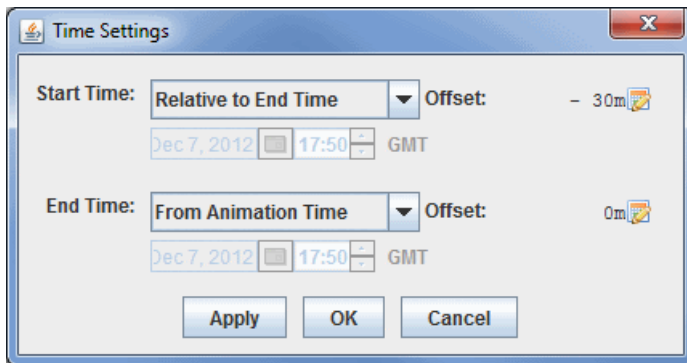 Time Settings
Start Time: Relative to End Time Offset: - 30m
Dec 7, 2012 17:50 GMT
End Time: From Animation Time Offset: 0m
Dec 7, 2012 17:50 GMT
Apply OK Cancel